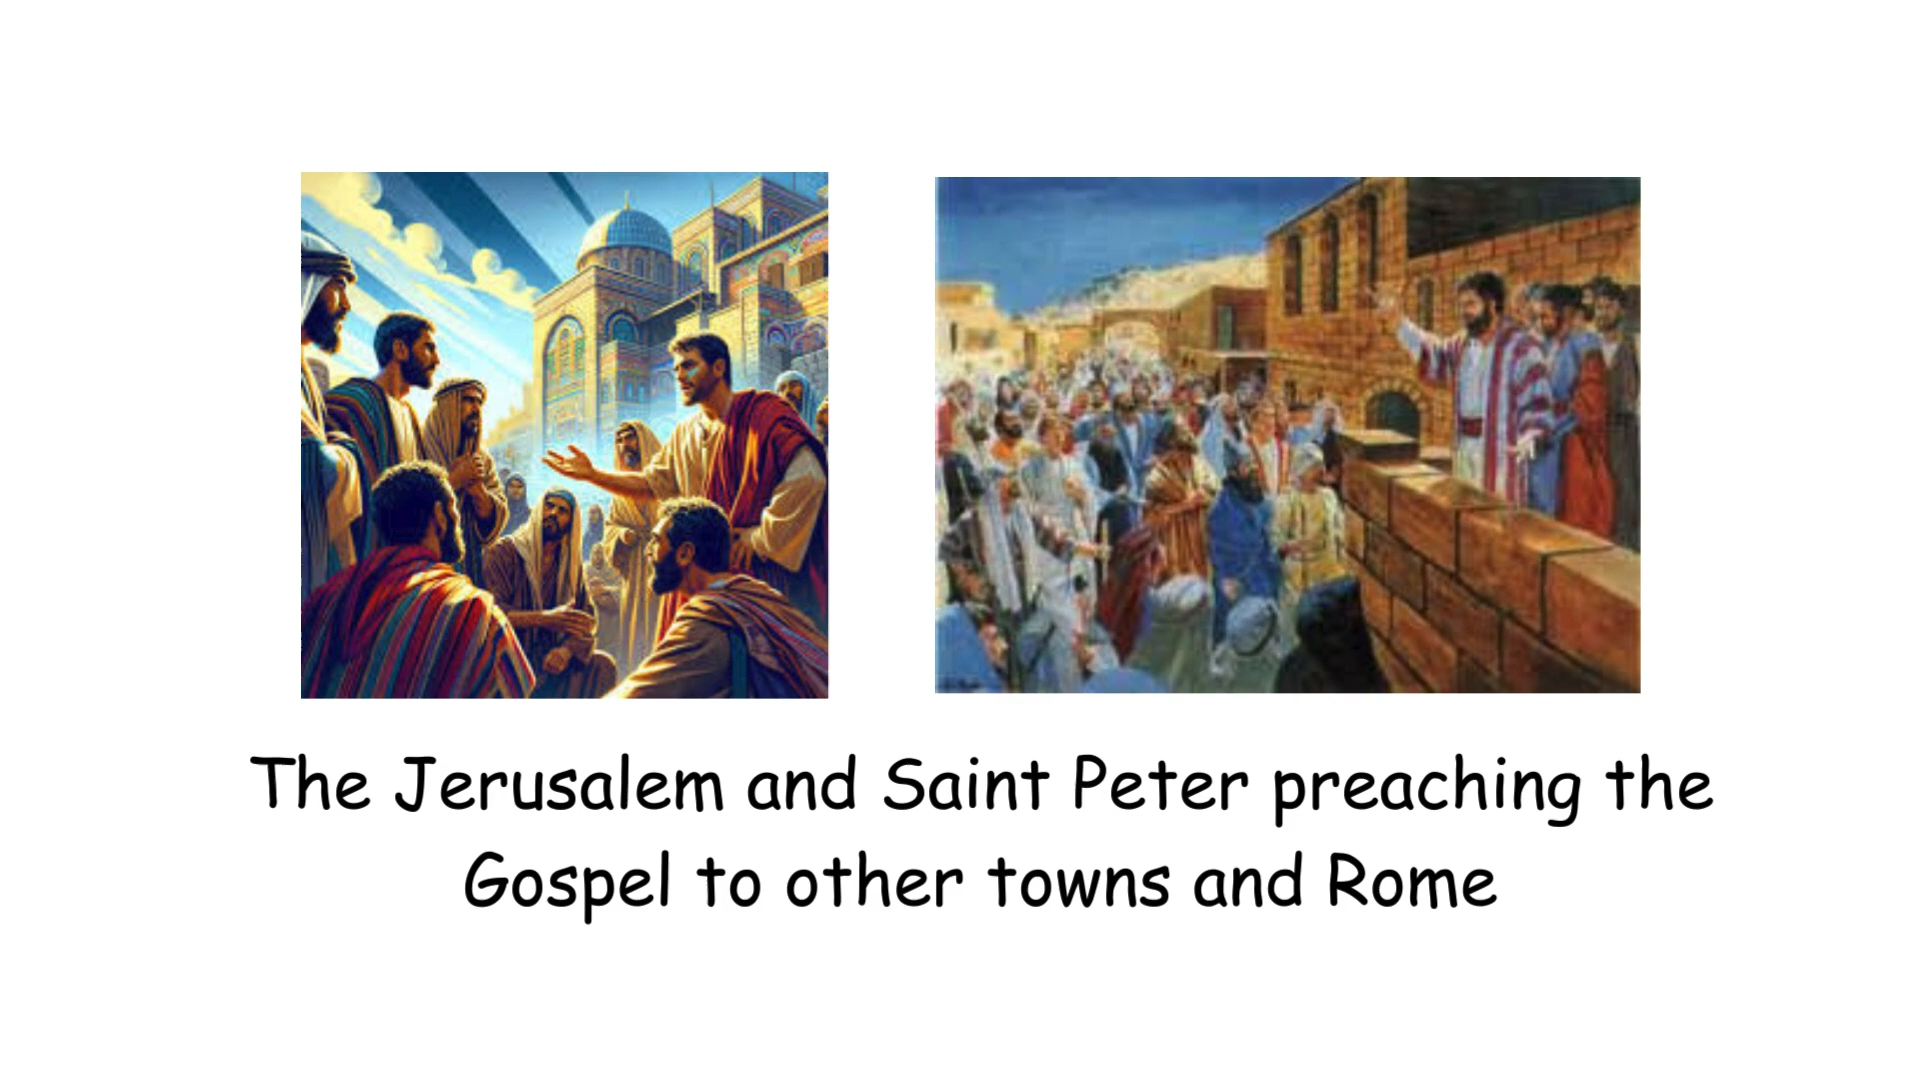 The Jerusalem and Saint Peter preaching the
Gospel to other towns and Rome